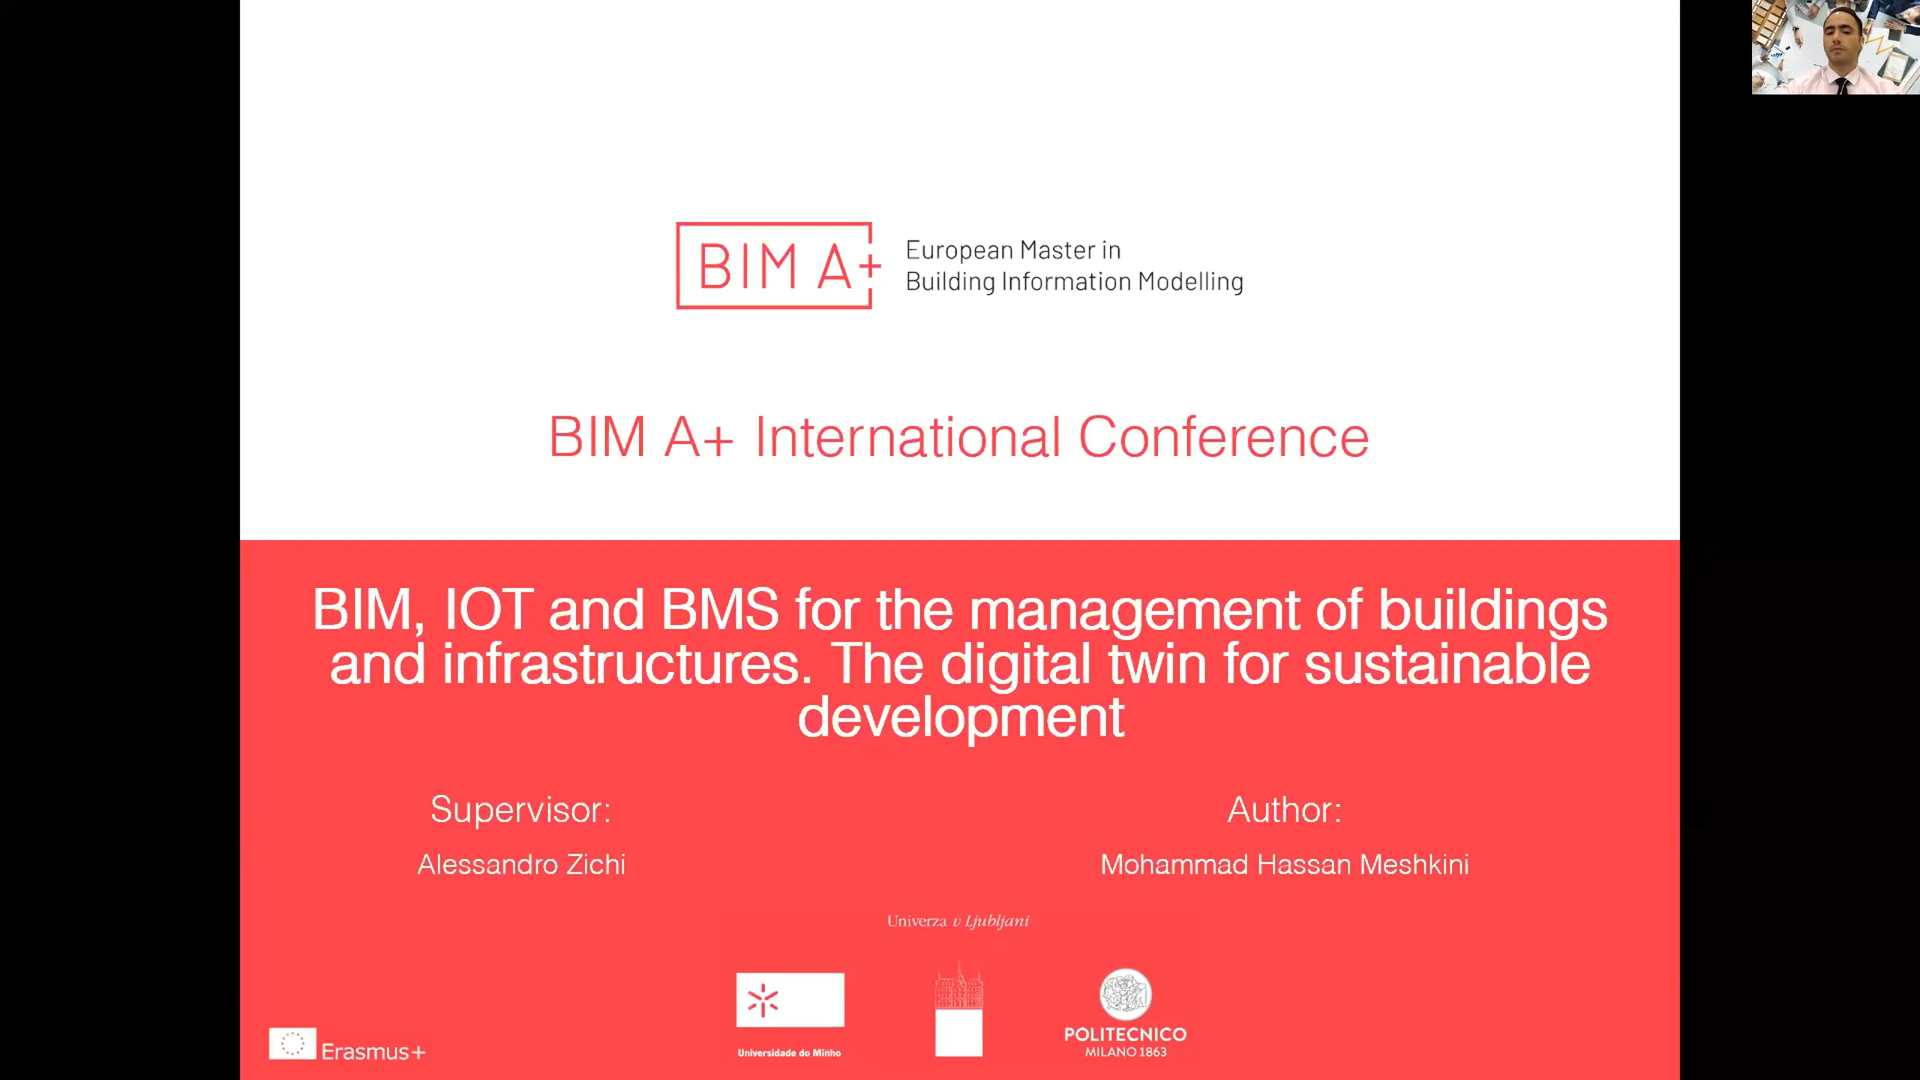 BIM A+
European Master in
Building Information Modelling
BIM A+ International Conference
BIM, IOT and BMS for the management of buildings
and infrastructures. The digital twin for sustainable
development
Supervisor:
Author:
Alessandro Zichi
Mohammad Hassan Meshkini
Univerza v Ljubljani
Erasmus+
Universidade do Minho
POLITECNICO
MILANO 1863